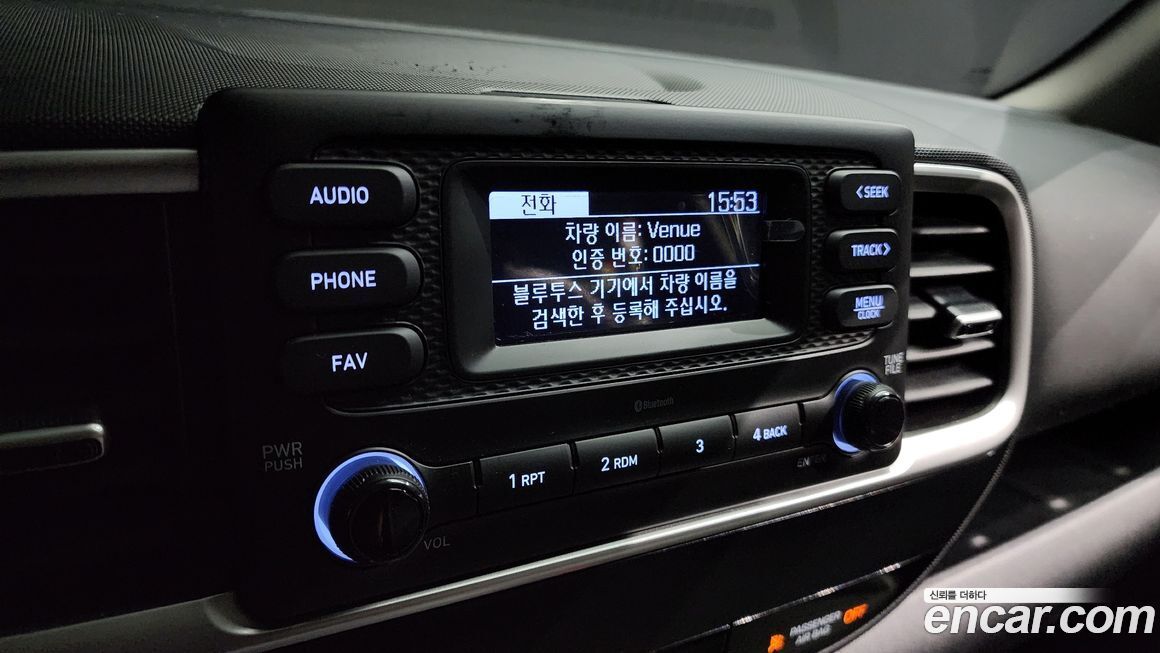 AUDIO
PHONE
FAV
전화 15:53
차량 이름: Venue
인증 번호: 0000
블루투스 기기에서 차량 이름을
검색한 후 등록해 주십시오.
<SEEK
TRACK>
MENU
CLOCK
TUNE
FILE
Bluetooth
PWR
PUSH
VOL
1 RPT
2 RDM
3
4 BACK
ENTER
PASSENGER
AIR BAG
OFF
신뢰를 더하다
encar.com